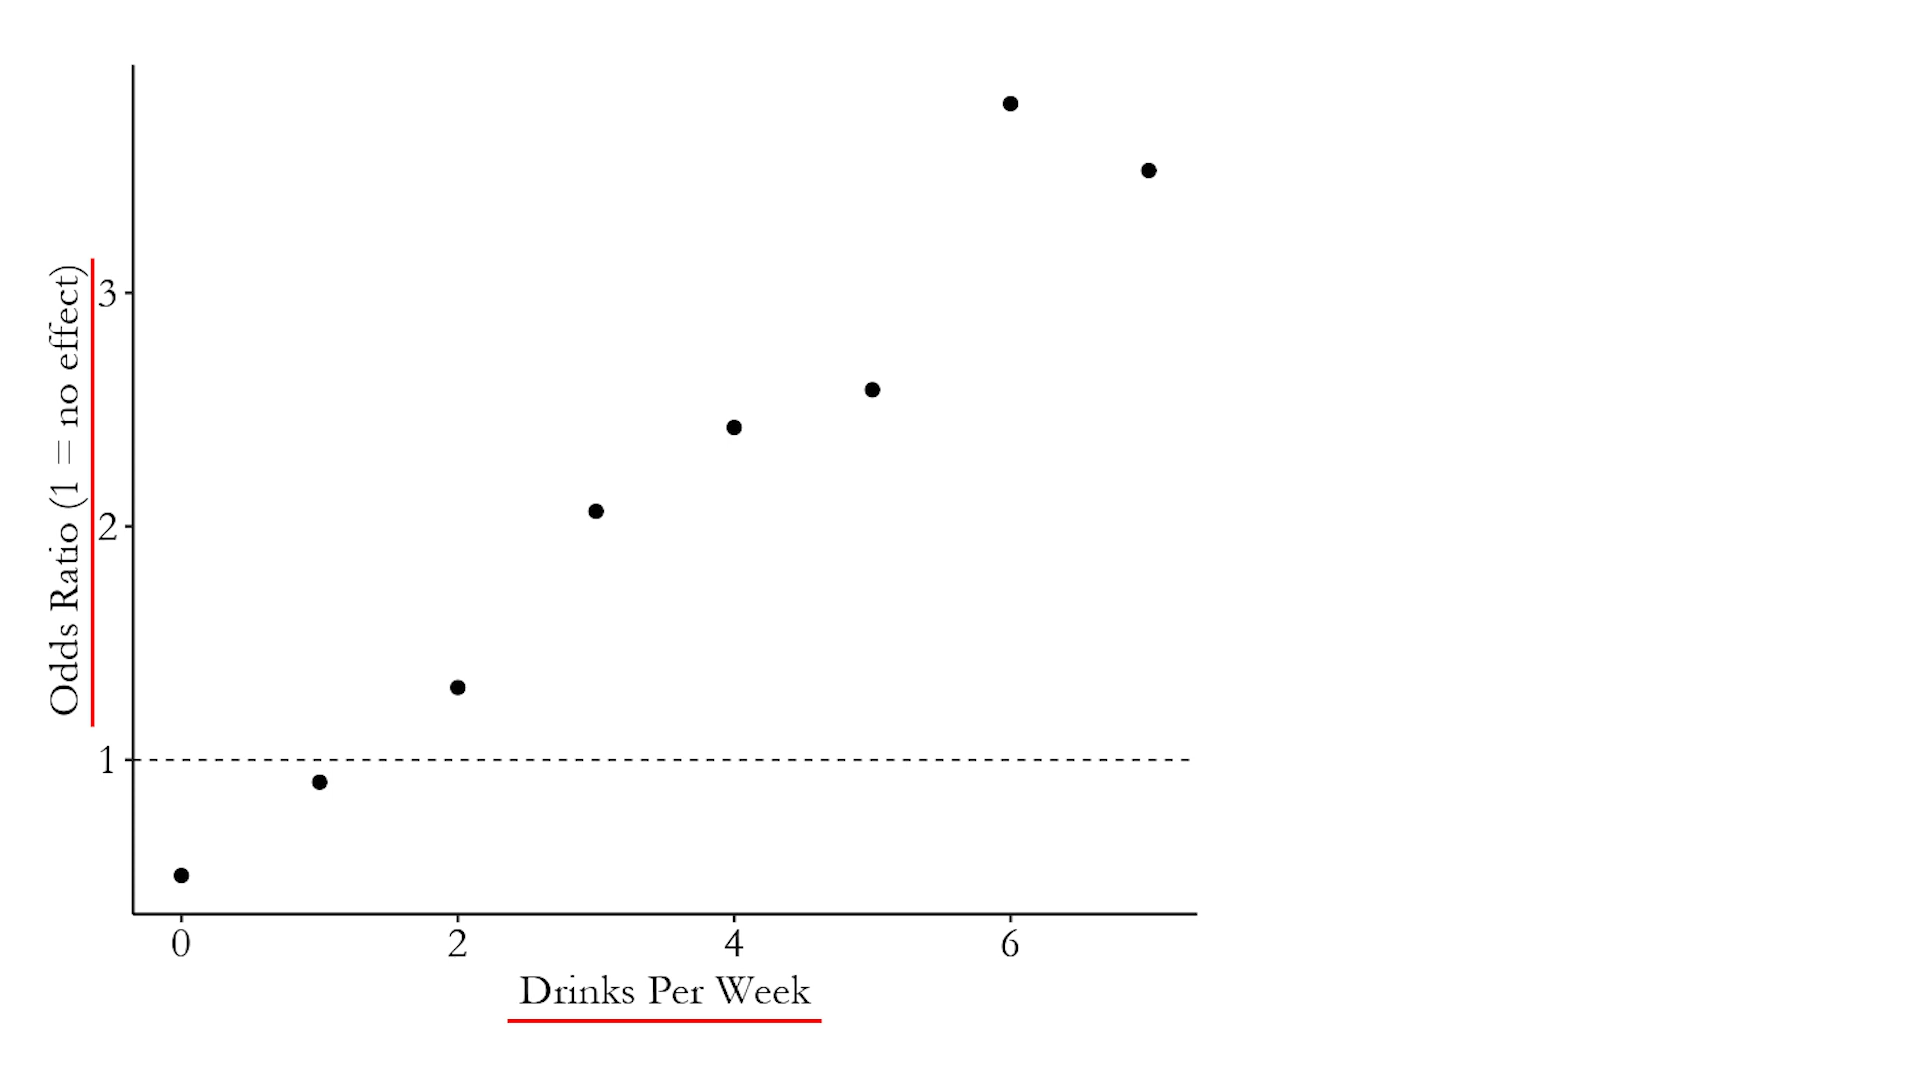 Odds Ratio (1 = no effect)
3
2
1
0 2 4 6
Drinks Per Week